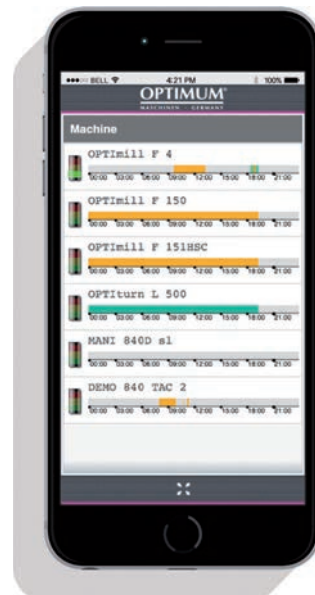 BELL 4:21 PM 100%
OPTIMUM®
MASCHINEN - GERMANY
Machine
OPTImill F 4
00:00 03:00 06:00 09:00 12:00 15:00 18:00 21:00
OPTImill F 150
00:00 03:00 06:00 09:00 12:00 15:00 18:00 21:00
OPTImill F 151HSC
00:00 03:00 06:00 09:00 12:00 15:00 18:00 21:00
OPTIturn L 500
00:00 03:00 06:00 09:00 12:00 15:00 18:00 21:00
MANI 840D sl
00:00 03:00 06:00 09:00 12:00 15:00 18:00 21:00
DEMO 840 TAC 2
00:00 03:00 06:00 09:00 12:00 15:00 18:00 21:00